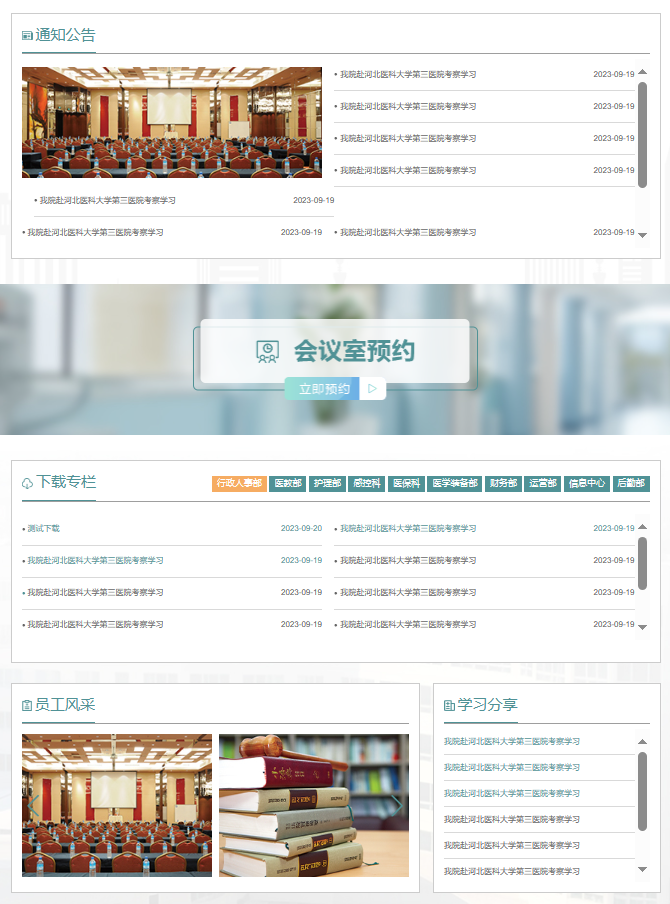 通知公告
• 我院赴河北医科大学第三医院考察学习 2023-09-19
• 我院赴河北医科大学第三医院考察学习 2023-09-19
• 我院赴河北医科大学第三医院考察学习 2023-09-19
• 我院赴河北医科大学第三医院考察学习 2023-09-19
• 我院赴河北医科大学第三医院考察学习 2023-09-19
• 我院赴河北医科大学第三医院考察学习 2023-09-19 • 我院赴河北医科大学第三医院考察学习 2023-09-19
会议室预约
立即预约
下载专栏 行政人事部 医教部 护理部 感控科 医保科 医学装备部 财务部 运营部 信息中心 后勤部
• 测试下载 2023-09-20 • 我院赴河北医科大学第三医院考察学习 2023-09-19
• 我院赴河北医科大学第三医院考察学习 2023-09-19 • 我院赴河北医科大学第三医院考察学习 2023-09-19
• 我院赴河北医科大学第三医院考察学习 2023-09-19 • 我院赴河北医科大学第三医院考察学习 2023-09-19
• 我院赴河北医科大学第三医院考察学习 2023-09-19 • 我院赴河北医科大学第三医院考察学习 2023-09-19
员工风采
学习分享
我院赴河北医科大学第三医院考察学习
我院赴河北医科大学第三医院考察学习
我院赴河北医科大学第三医院考察学习
我院赴河北医科大学第三医院考察学习
我院赴河北医科大学第三医院考察学习
我院赴河北医科大学第三医院考察学习